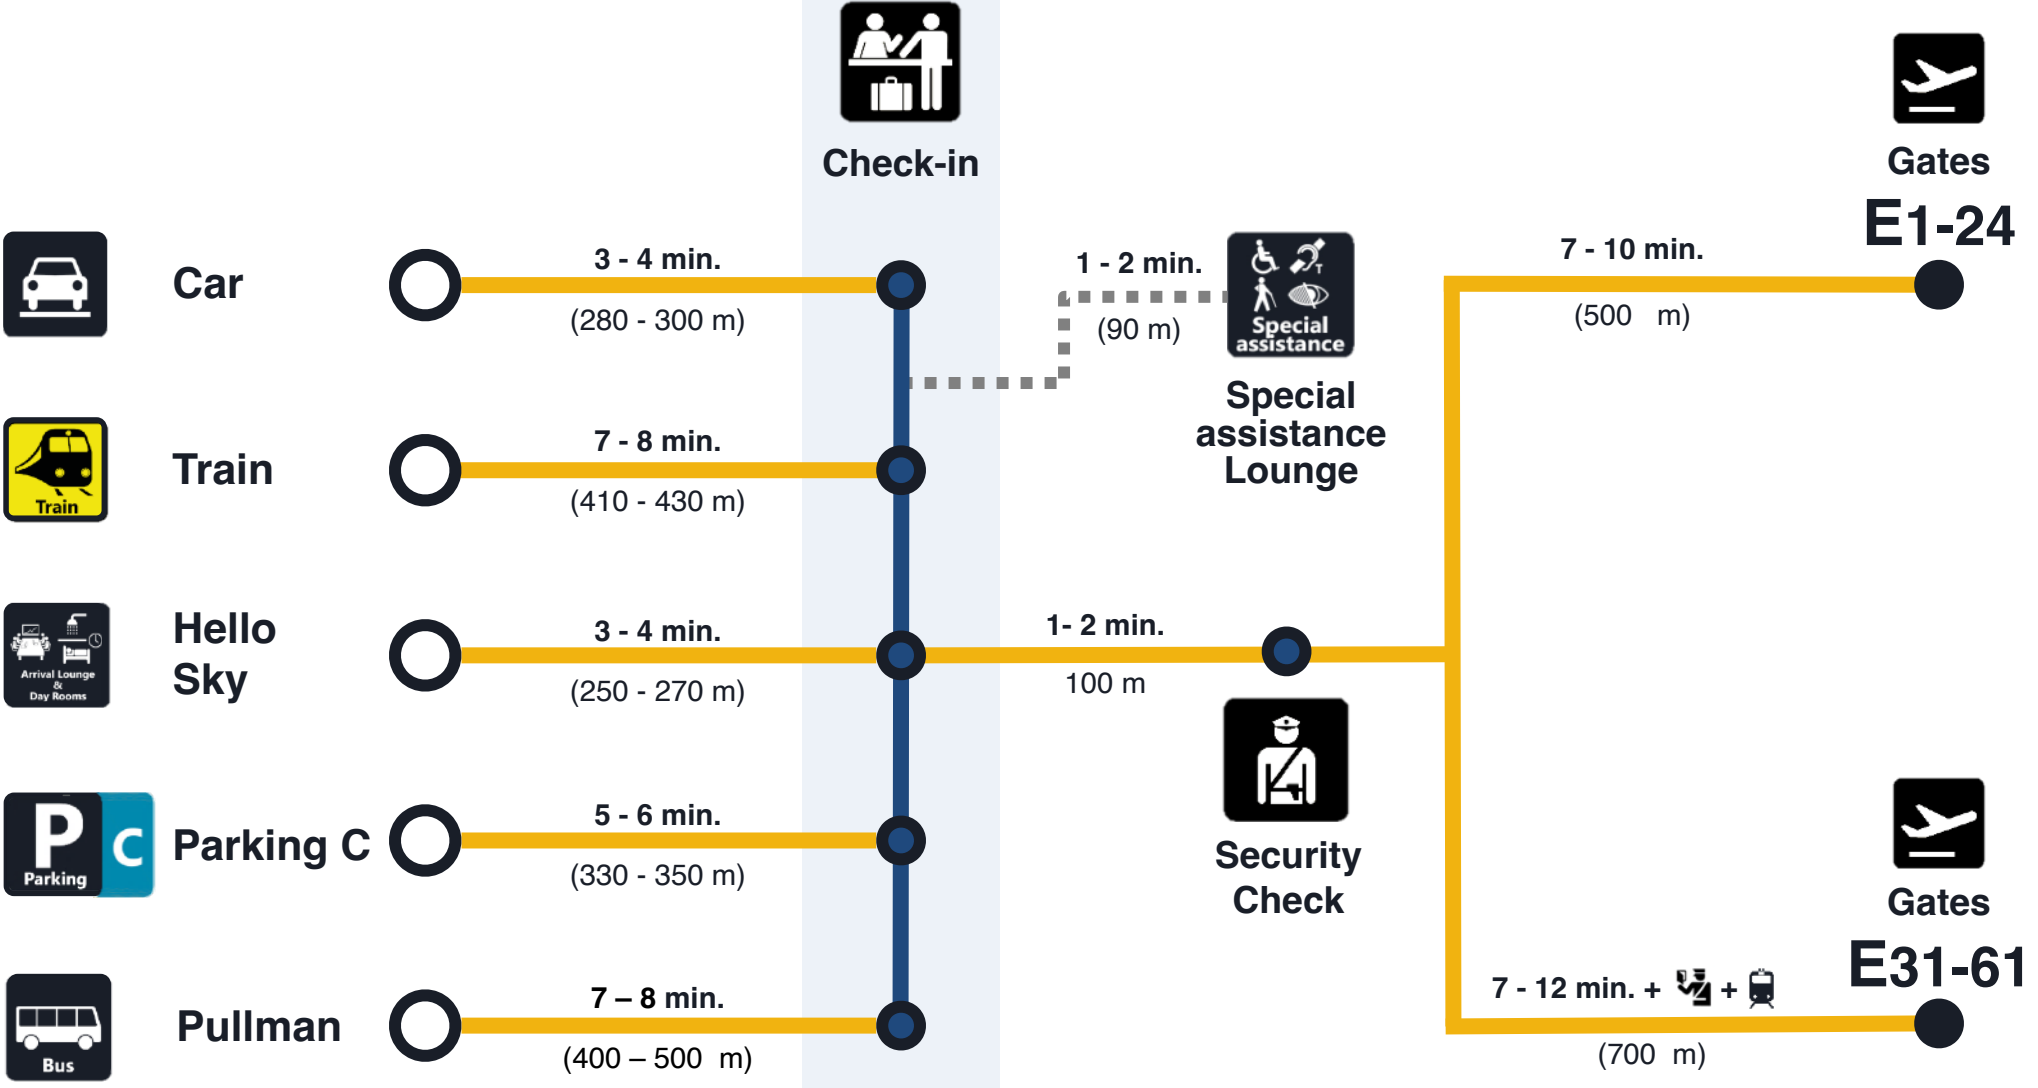 Check-in
Gates
E1-24
Car
3 - 4 min.
(280 - 300 m)
1 - 2 min.
(90 m)
T
Special
assistance
Special
assistance
Lounge
7 - 10 min.
(500 m)
Train
Train
7 - 8 min.
(410 - 430 m)
Arrival Lounge
&
Day Rooms
Hello
Sky
3 - 4 min.
(250 - 270 m)
1- 2 min.
100 m
Security
Check
P C
Parking
Parking C
5 - 6 min.
(330 - 350 m)
Gates
E31-61
Bus
Pullman
7 – 8 min.
(400 – 500 m)
7 - 12 min. + +
(700 m)